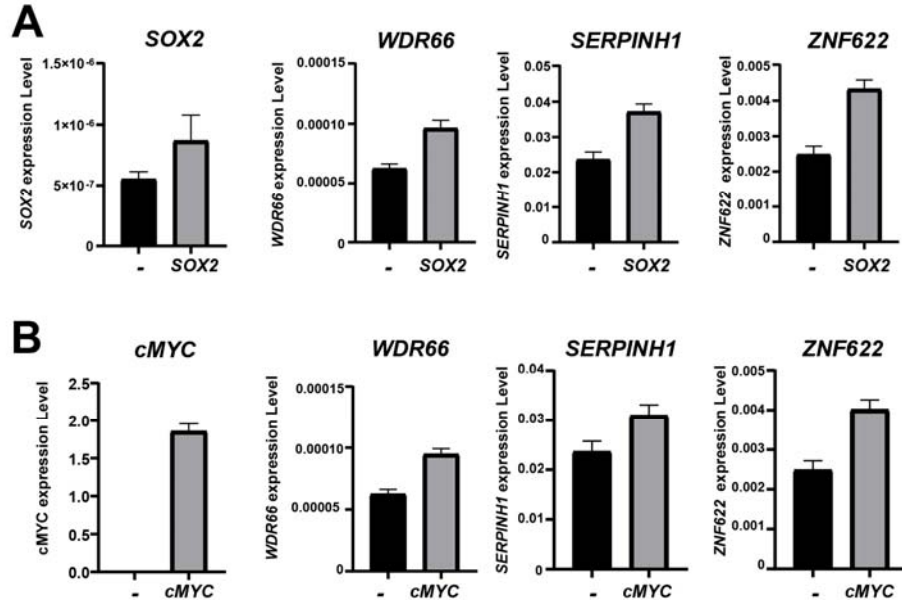 A
SOX2
SOX2 expression Level
1.5×10-6
1×10-6
5×10-7
0
- SOX2
WDR66
WDR66 expression Level
0.00015
0.00010
0.00005
0
- SOX2
SERPINH1
SERPINH1 expression Level
0.05
0.04
0.03
0.02
0.01
0
- SOX2
ZNF622
ZNF622 expression Level
0.005
0.004
0.003
0.002
0.001
0
- SOX2
B
cMYC
cMYC expression Level
2.5
2.0
1.5
1.0
0.5
0.0
- cMYC
WDR66
WDR66 expression Level
0.00015
0.00010
0.00005
0
- cMYC
SERPINH1
SERPINH1 expression Level
0.04
0.03
0.02
0.01
0
- cMYC
ZNF622
ZNF622 expression Level
0.005
0.004
0.003
0.002
0.001
0
- cMYC